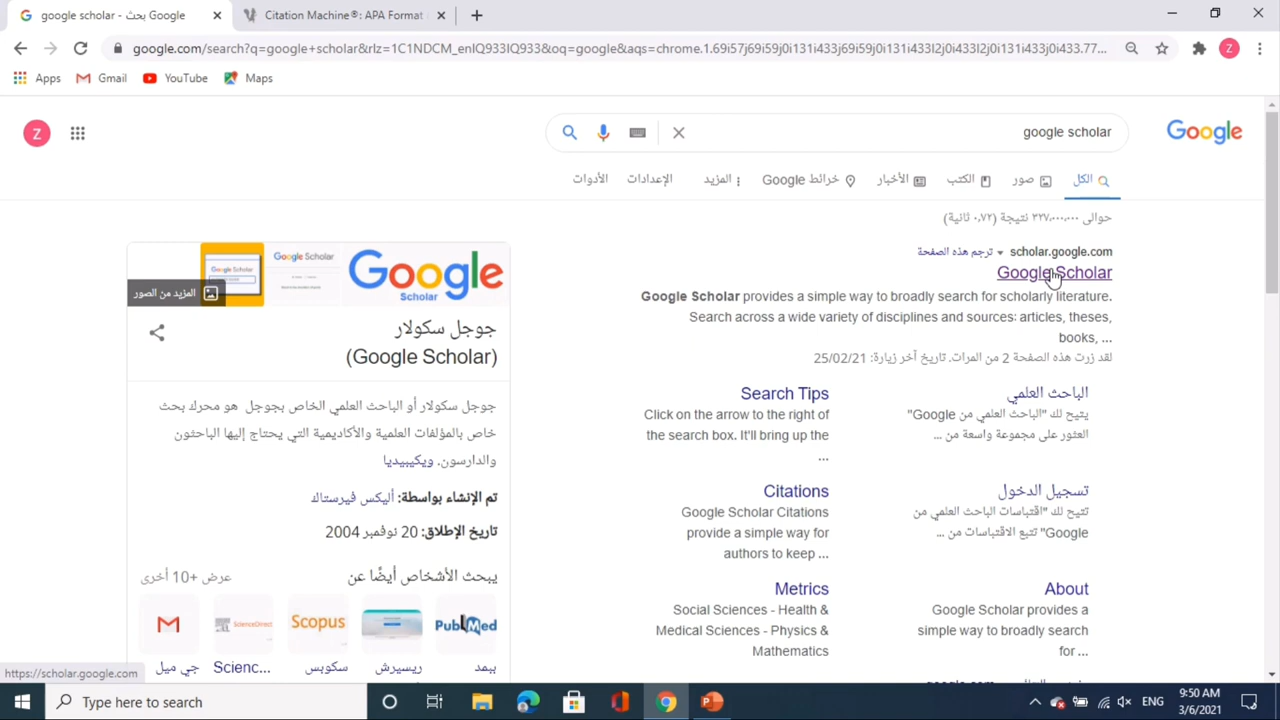 google scholar - بحث Google
Citation Machine®: APA Format
google.com/search?q=google+scholar&rlz=1C1NDCM_enIQ933IQ933&oq=google&aqs=chrome.1.69i57j69i59j0i131i433j69i59j0i131i433l2j0i433l2j0i131i433j0i433.77...
Z
Apps
Gmail
YouTube
Maps
Z
google scholar
Google
الكل
صور
الكتب
الأخبار
خرائط Google
المزيد
الإعدادات
الأدوات
حوالى ٣٢٧,٠٠٠,٠٠٠ نتيجة (٠,٧٢ ثانية)
scholar.google.com
ترجم هذه الصفحة
Google Scholar
Google Scholar provides a simple way to broadly search for scholarly literature.
Search across a wide variety of disciplines and sources: articles, theses,
books, ...
لقد زرت هذه الصفحة 2 من المرات. تاريخ آخر زيارة: 25/02/21
الباحث العلمي
يتيح لك "الباحث العلمي من Google"
العثور على مجموعة واسعة من ...
Search Tips
Click on the arrow to the right of
the search box. It'll bring up the
...
تسجيل الدخول
تتيح لك "اقتباسات الباحث العلمي من
Google" تتبع الاقتباسات من ...
Citations
Google Scholar Citations
provide a simple way for
authors to keep ...
About
Google Scholar provides a
simple way to broadly search
for ...
Metrics
Social Sciences - Health &
Medical Sciences - Physics &
Mathematics
Google Scholar
Google Scholar
Google
Scholar
المزيد من الصور
جوجل سكولار
(Google Scholar)
جوجل سكولار أو الباحث العلمي الخاص بجوجل هو محرك بحث
خاص بالمؤلفات العلمية والأكاديمية التي يحتاج إليها الباحثون
والدارسون. ويكيبيديا
تم الإنشاء بواسطة: أليكس فيرستاك
تاريخ الإطلاق: 20 نوفمبر 2004
يبحث الأشخاص أيضًا عن
عرض +10 أخرى
PubMed
Scopus
ScienceDirect
ببمد
ريسيرش
سكوبس
Scienc...
جي ميل
https://scholar.google.com
Type here to search
ENG
9:50 AM
3/6/2021